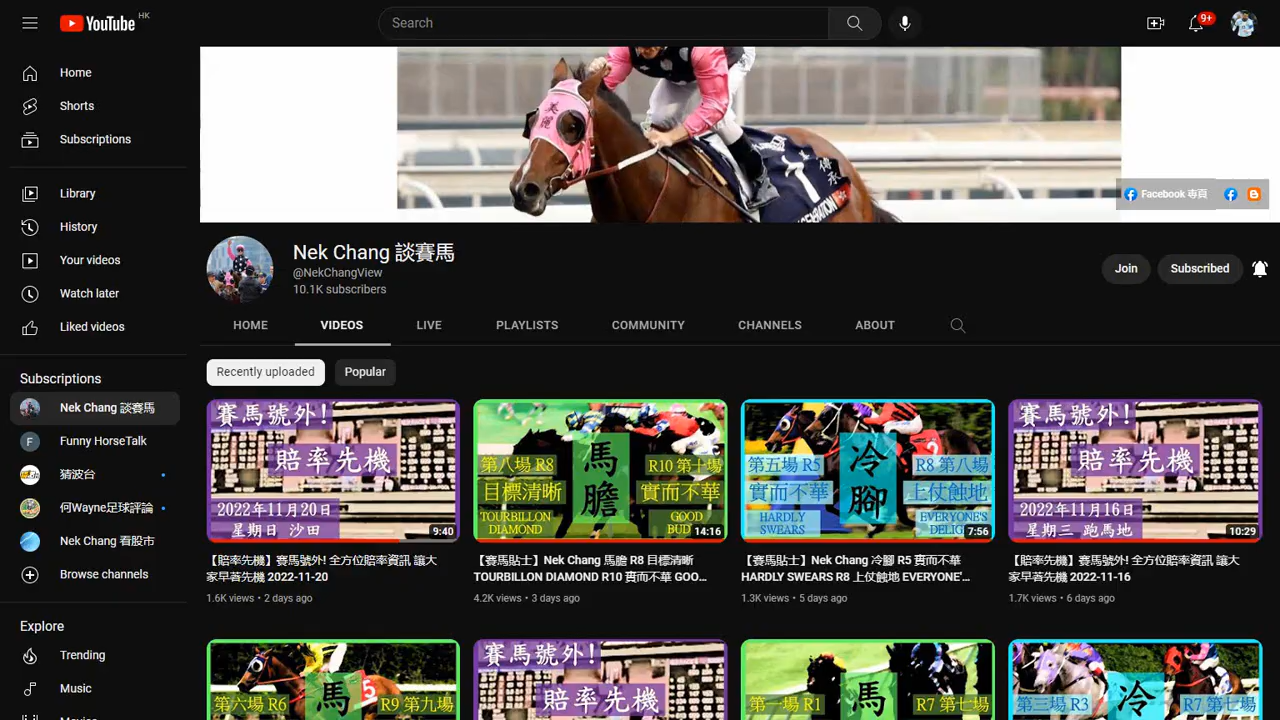 YouTube HK
Search
9+
Home
Shorts
Subscriptions
Library
History
Your videos
Watch later
Liked videos
Subscriptions
Nek Chang 談賽馬
Funny HorseTalk
豬波台
何Wayne足球評論
Nek Chang 看股市
Browse channels
Explore
Trending
Music
Facebook 專頁
Nek Chang 談賽馬
@NekChangView
10.1K subscribers
Join
Subscribed
HOME
VIDEOS
LIVE
PLAYLISTS
COMMUNITY
CHANNELS
ABOUT
Recently uploaded
Popular
賽馬號外!
賠率先機
2022年11月20日
星期日 沙田
9:40
【賠率先機】賽馬號外! 全方位賠率資訊 讓大
家早著先機 2022-11-20
1.6K views • 2 days ago
第八場 R8
馬膽
R10 第十場
目標清晰
實而不華
TOURBILLON
DIAMOND
GOOD
BUD
14:16
【賽馬貼士】Nek Chang 馬膽 R8 目標清晰
TOURBILLON DIAMOND R10 實而不華 GOO...
4.2K views • 3 days ago
第五場 R5
冷腳
R8 第八場
實而不華
上仗蝕地
HARDLY
SWEARS
EVERYONE'S
DELIG
7:56
【賽馬貼士】Nek Chang 冷腳 R5 實而不華
HARDLY SWEARS R8 上仗蝕地 EVERYONE'...
1.3K views • 5 days ago
賽馬號外!
賠率先機
2022年11月16日
星期三 跑馬地
10:29
【賠率先機】賽馬號外! 全方位賠率資訊 讓大
家早著先機 2022-11-16
1.7K views • 6 days ago
第六場 R6
馬
R9 第九場
賽馬號外!
賠率先機
第一場 R1
馬
R7 第七場
第三場 R3
冷
R7 第七場